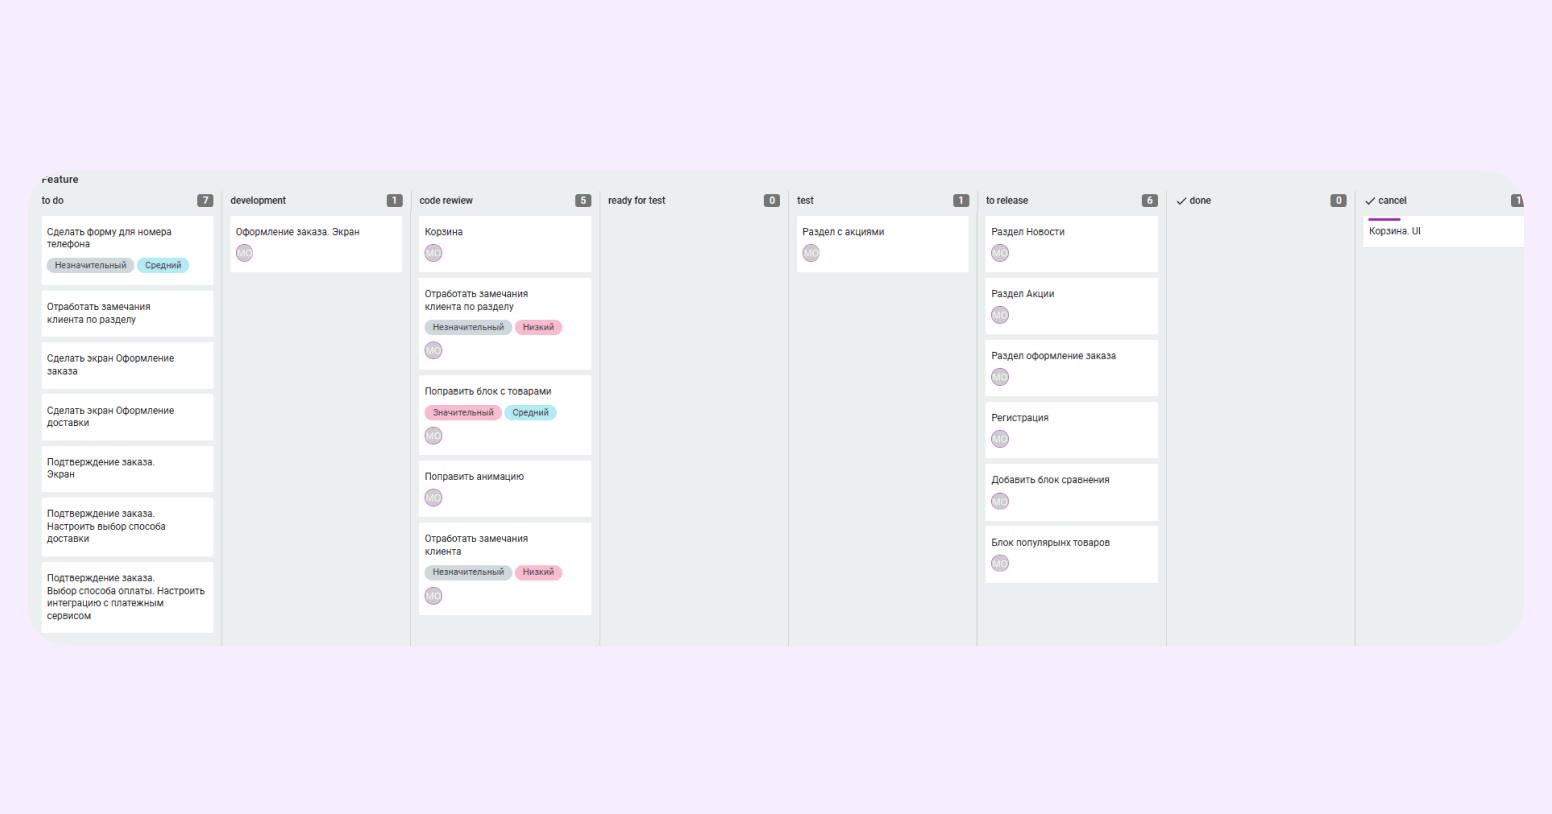 Feature
to do 7
Сделать форму для номера
телефона
Незначительный Средний
Отработать замечания
клиента по разделу
Сделать экран Оформление
заказа
Сделать экран Оформление
доставки
Подтверждение заказа.
Экран
Подтверждение заказа.
Настроить выбор способа
доставки
Подтверждение заказа.
Выбор способа оплаты. Настроить
интеграцию с платежным
сервисом
development 1
Оформление заказа. Экран
МО
code rewiew 5
Корзина
МО
Отработать замечания
клиента по разделу
Незначительный Низкий
МО
Поправить блок с товарами
Значительный Средний
МО
Поправить анимацию
МО
Отработать замечания
клиента
Незначительный Низкий
МО
ready for test 0
test 1
Раздел с акциями
МО
to release 6
Раздел Новости
МО
Раздел Акции
МО
Раздел оформление заказа
МО
Регистрация
МО
Добавить блок сравнения
МО
Блок популярынх товаров
МО
done 0
cancel 1
Корзина. UI